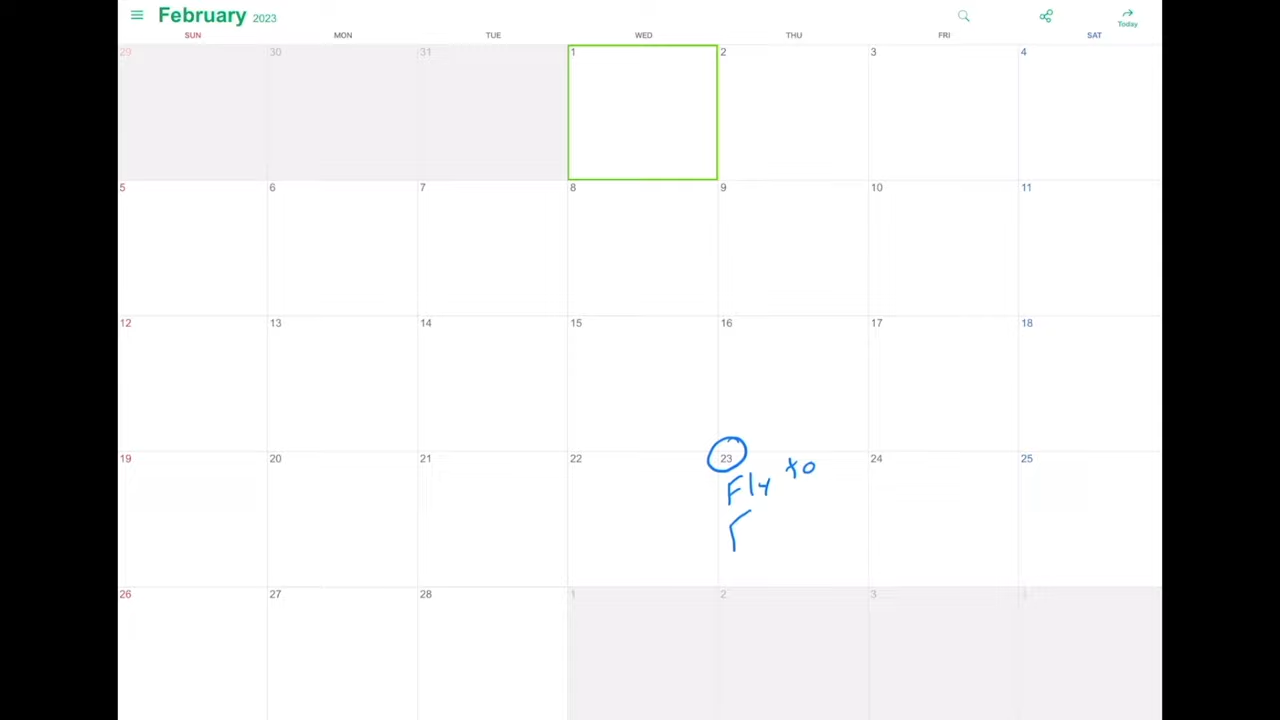 February 2023
Today
SUN MON TUE WED THU FRI SAT
29 30 31 1 2 3 4
5 6 7 8 9 10 11
12 13 14 15 16 17 18
19 20 21 22 23 24 25
Fly to
26 27 28 1 2 3